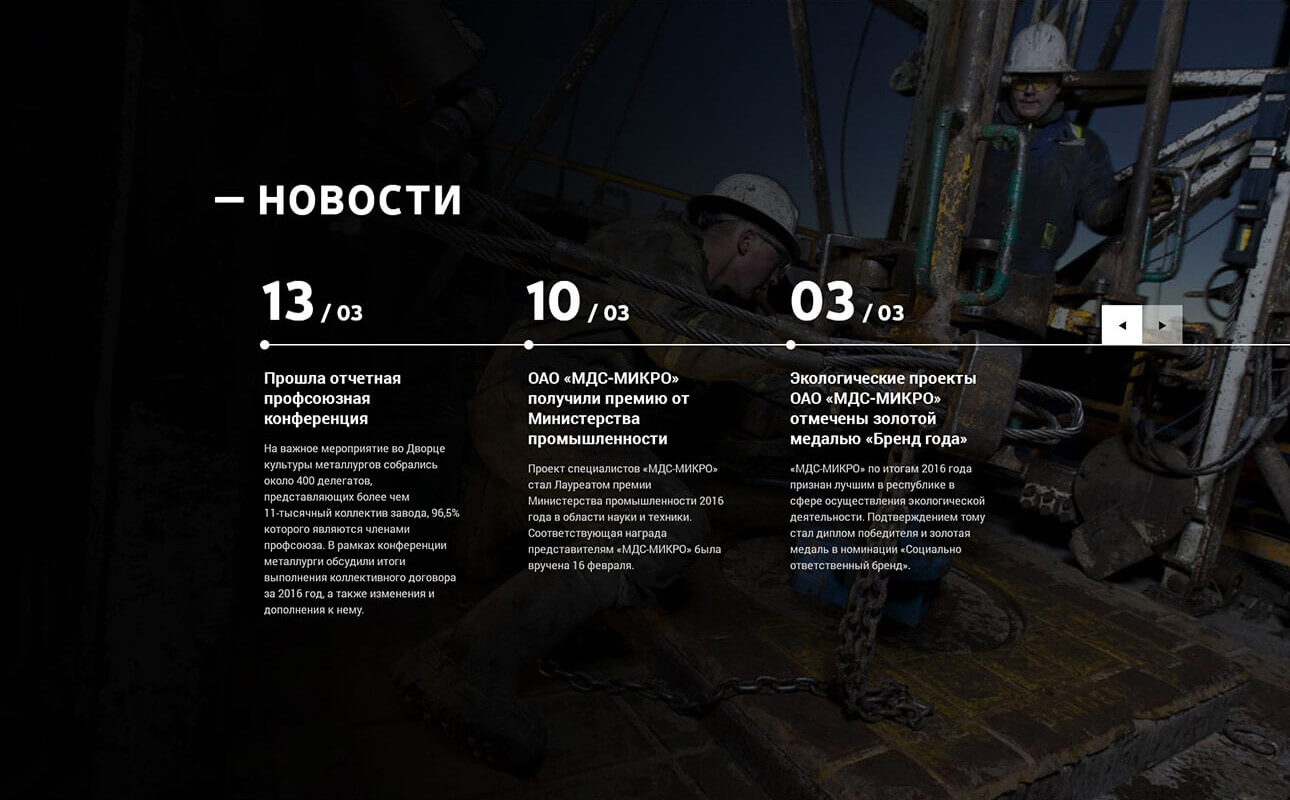 — НОВОСТИ
13 / 03
Прошла отчетная
профсоюзная
конференция
На важное мероприятие во Дворце
культуры металлургов собрались
около 400 делегатов,
представляющих более чем
11-тысячный коллектив завода, 96,5%
которого являются членами
профсоюза. В рамках конференции
металлурги обсудили итоги
выполнения коллективного договора
за 2016 год, а также изменения и
дополнения к нему.
10 / 03
ОАО «МДС-МИКРО»
получили премию от
Министерства
промышленности
Проект специалистов «МДС-МИКРО»
стал Лауреатом премии
Министерства промышленности 2016
года в области науки и техники.
Соответствующая награда
представителям «МДС-МИКРО» была
вручена 16 февраля.
03 / 03
Экологические проекты
ОАО «МДС-МИКРО»
отмечены золотой
медалью «Бренд года»
«МДС-МИКРО» по итогам 2016 года
признан лучшим в республике в
сфере осуществления экологической
деятельности. Подтверждением тому
стал диплом победителя и золотая
медаль в номинации «Социально
ответственный бренд».